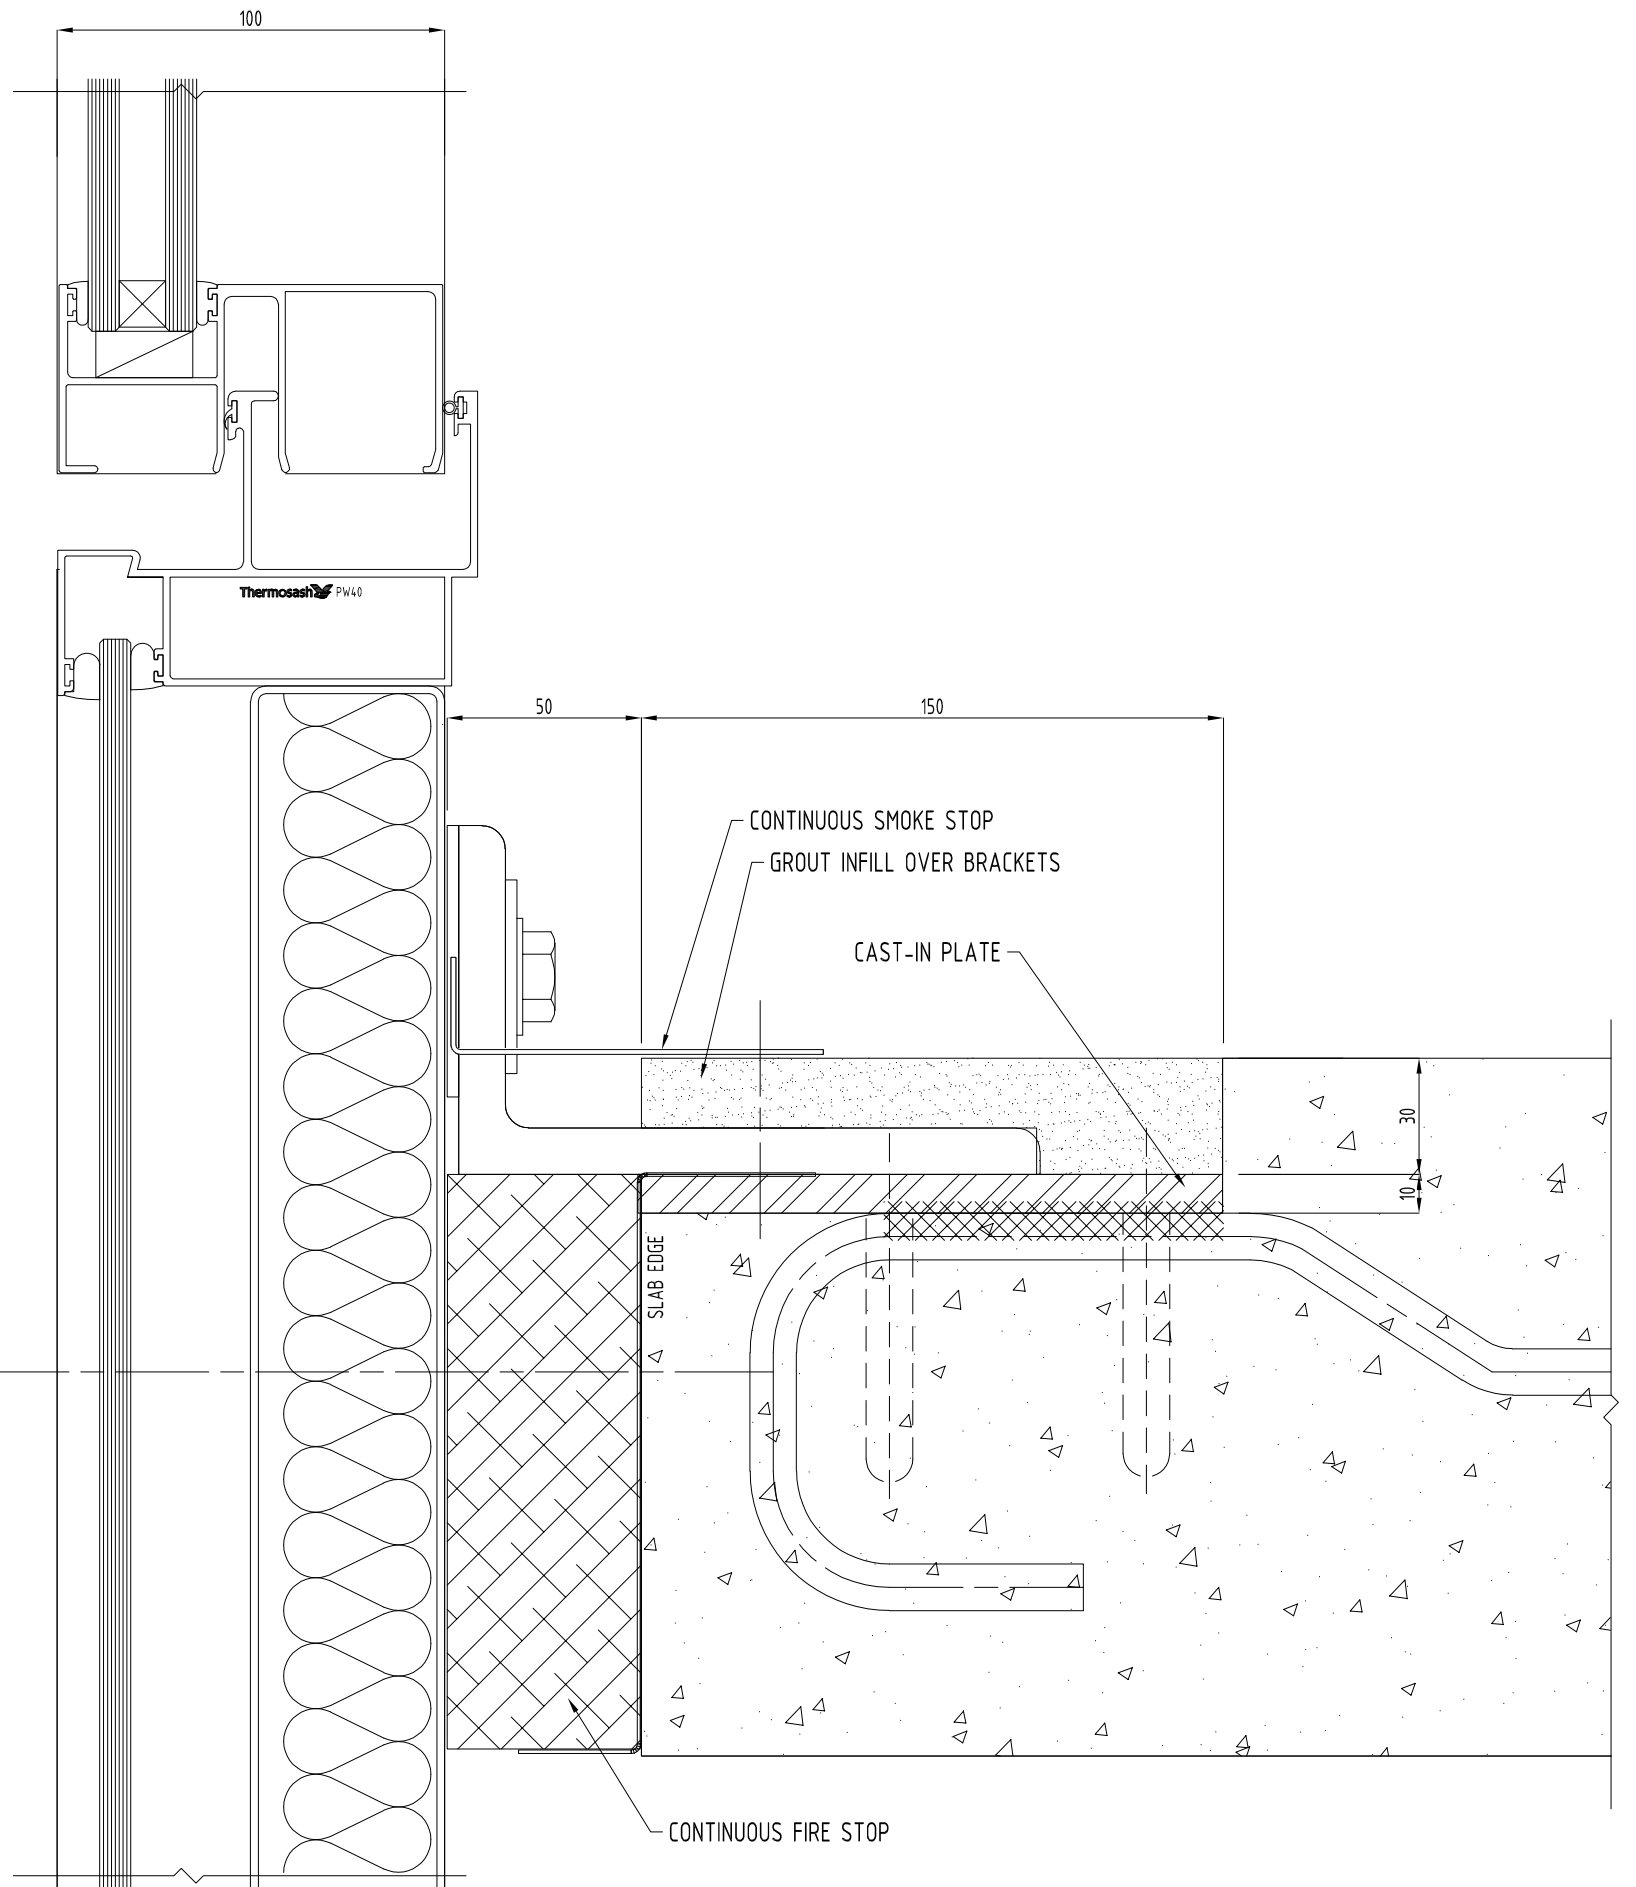 100
Thermosash PW40
50
150
CONTINUOUS SMOKE STOP
GROUT INFILL OVER BRACKETS
CAST-IN PLATE
30
10
SLAB EDGE
CONTINUOUS FIRE STOP